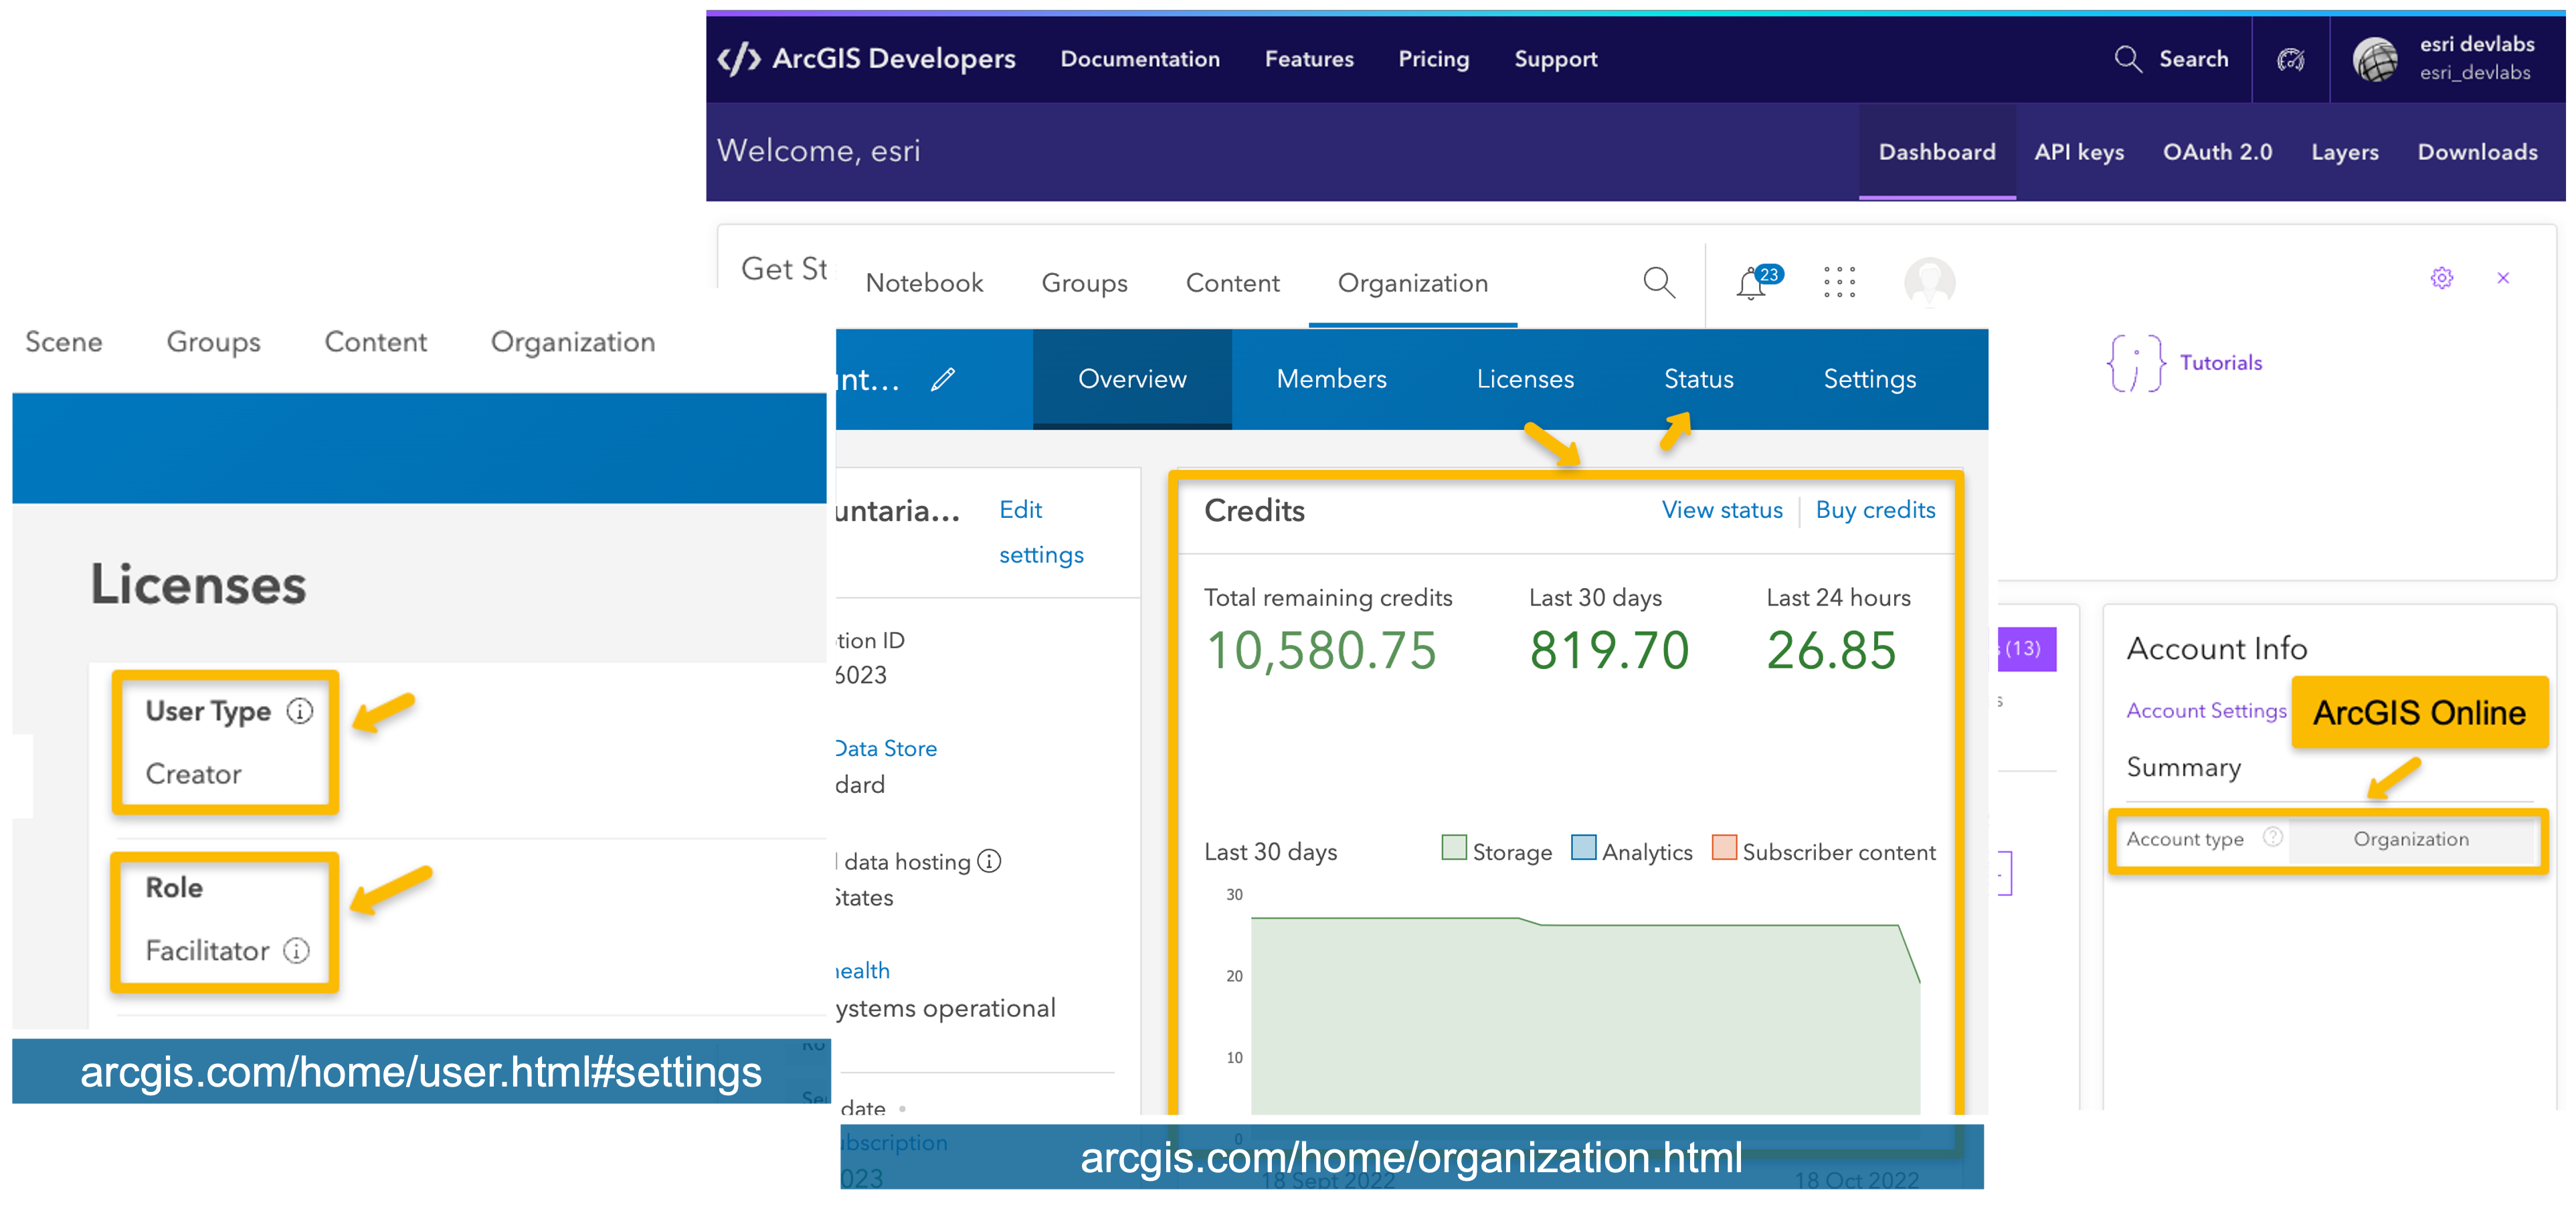 ArcGIS Developers Documentation Features Pricing Support Search esri devlabs
esri_devlabs
Welcome, esri Dashboard API keys OAuth 2.0 Layers Downloads
Get St
Notebook Groups Content Organization 23
Tutorials
nt... Overview Members Licenses Status Settings
untaria... Edit
settings
tion ID
6023
Data Store
dard
l data hosting
States
health
ystems operational
date
bscription
023
Credits View status Buy credits
Total remaining credits Last 30 days Last 24 hours
10,580.75 819.70 26.85
Last 30 days Storage Analytics Subscriber content
30
20
10
0
18 Sept 2022 18 Oct 2022
arcgis.com/home/organization.html
Scene Groups Content Organization
Licenses
User Type
Creator
Role
Facilitator
arcgis.com/home/user.html#settings
(13)
s
Account Info
Account Settings
ArcGIS Online
Summary
Account type Organization